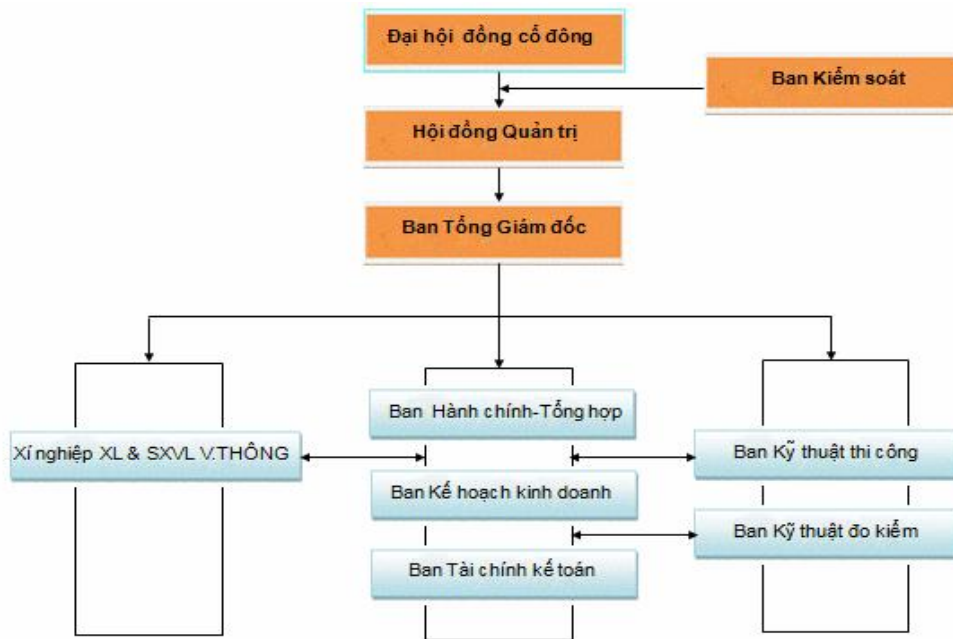 Đại hội đồng cổ đông
Ban Kiểm soát
Hội đồng Quản trị
Ban Tổng Giám đốc
Ban Hành chính-Tổng hợp
Xí nghiệp XL & SXVL V.THÔNG
Ban Kỹ thuật thi công
Ban Kế hoạch kinh doanh
Ban Kỹ thuật đo kiểm
Ban Tài chính kế toán